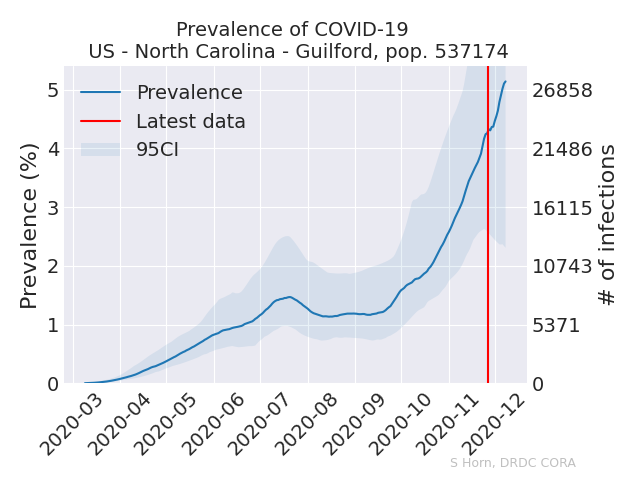 Prevalence of COVID-19
US - North Carolina - Guilford, pop. 537174
Prevalence
Latest data
95CI
Prevalence (%)
5
4
3
2
1
0
26858
21486
16115
10743
5371
0
# of infections
2020-03
2020-04
2020-05
2020-06
2020-07
2020-08
2020-09
2020-10
2020-11
2020-12
S Horn, DRDC CORA